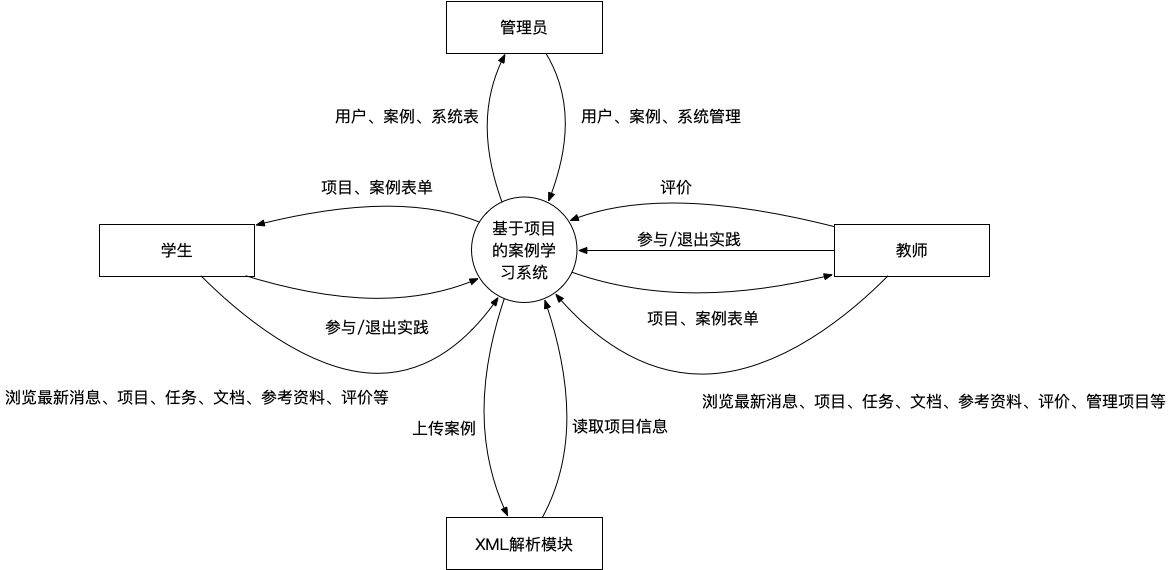 管理员
用户、案例、系统表
用户、案例、系统管理
项目、案例表单
评价
基于项目
的案例学
习系统
学生
参与/退出实践
教师
参与/退出实践
项目、案例表单
浏览最新消息、项目、任务、文档、参考资料、评价等
浏览最新消息、项目、任务、文档、参考资料、评价、管理项目等
上传案例
读取项目信息
XML解析模块